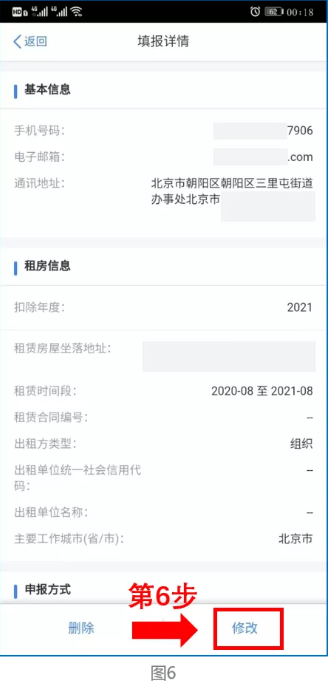 HD 4G 4G 62 00:18
返回 填报详情
基本信息
手机号码： 7906
电子邮箱： .com
通讯地址： 北京市朝阳区朝阳区三里屯街道
办事处北京市
租房信息
扣除年度： 2021
租赁房屋坐落地址：
租赁时间段： 2020-08 至 2021-08
租赁合同编号： --
出租方类型： 组织
出租单位统一社会信用代 --
码：
出租单位名称： --
主要工作城市(省/市)： 北京市
申报方式
第6步
删除 修改
图6